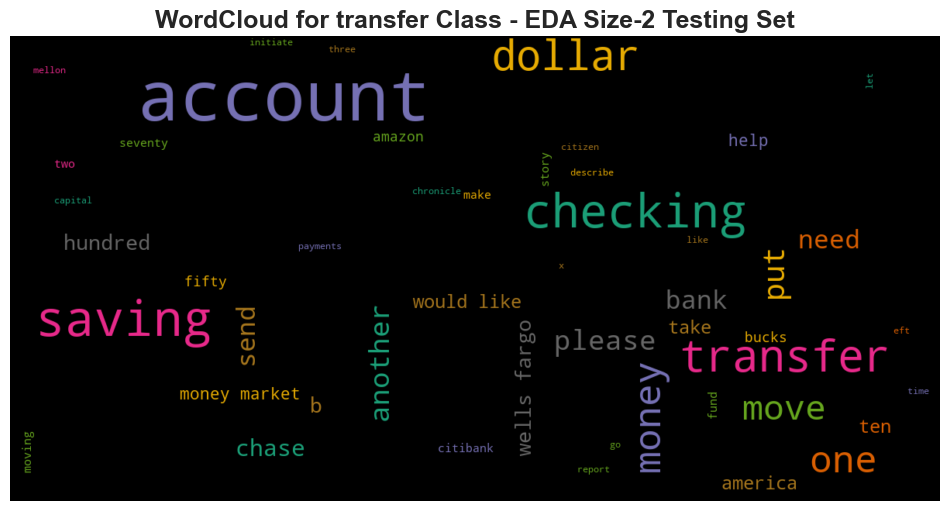 WordCloud for transfer Class - EDA Size-2 Testing Set
initiate
three
dollar
mellon
let
account
seventy
amazon
help
two
citizen
story
describe
capital
chronicle
make
checking
hundred
payments
like
need
x
put
fifty
saving
send
another
would like
bank
take
wells fargo
please
bucks
eft
transfer
money market
b
money
fund
move
time
chase
citibank
moving
go
report
ten
one
america